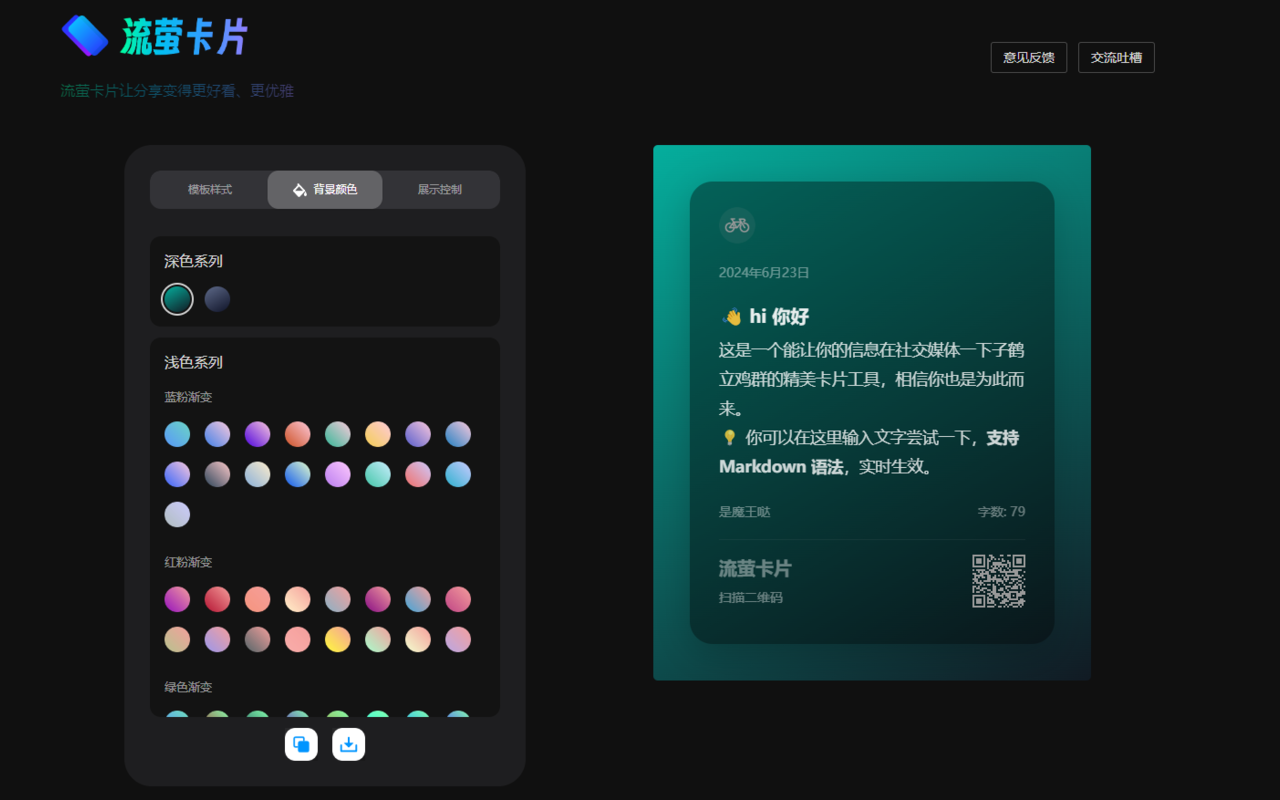 流萤卡片
流萤卡片让分享变得更好看、更优雅
意见反馈
交流吐槽
模板样式
背景颜色
展示控制
深色系列
浅色系列
蓝粉渐变
红粉渐变
绿色渐变
2024年6月23日
👋 hi 你好
这是一个能让你的信息在社交媒体一下子鹤
立鸡群的精美卡片工具，相信你也是为此而
来。
💡 你可以在这里输入文字尝试一下，支持
Markdown 语法，实时生效。
是魔王哒
字数: 79
流萤卡片
扫描二维码